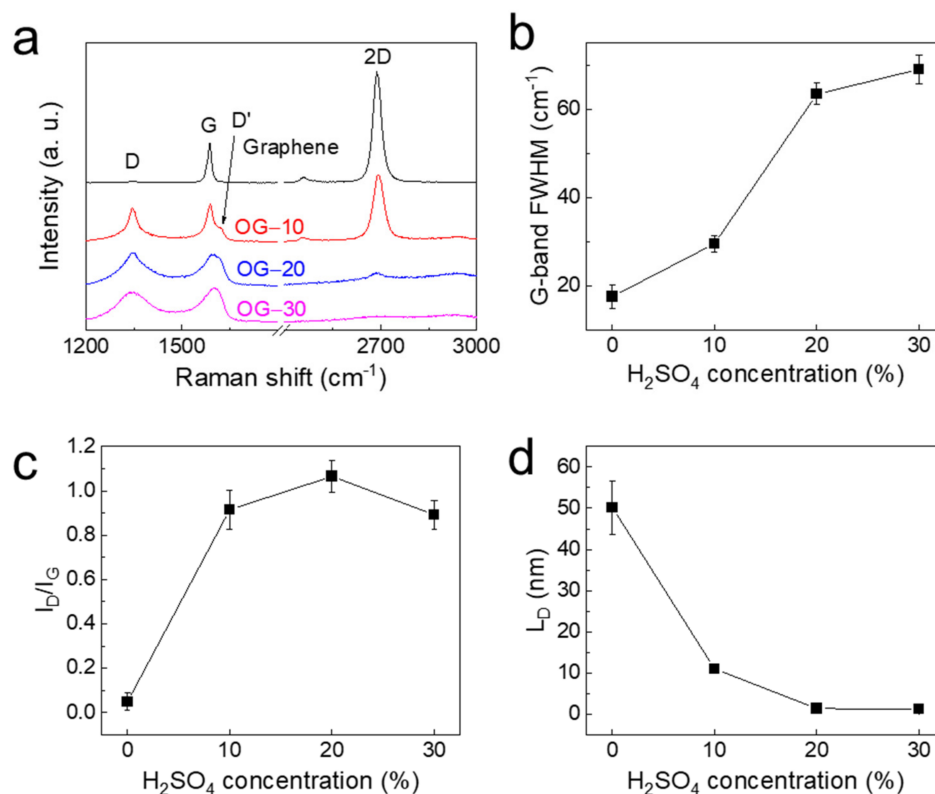 a
2D
D'
G
D
Graphene
OG–10
OG–20
OG–30
Intensity (a. u.)
1200 1500 2700 3000
Raman shift (cm-1)
b
60
40
20
G-band FWHM (cm-1)
0 10 20 30
H2SO4 concentration (%)
c
1.2
1.0
0.8
0.6
0.4
0.2
0.0
ID/IG
0 10 20 30
H2SO4 concentration (%)
d
60
50
40
30
20
10
0
LD (nm)
0 10 20 30
H2SO4 concentration (%)